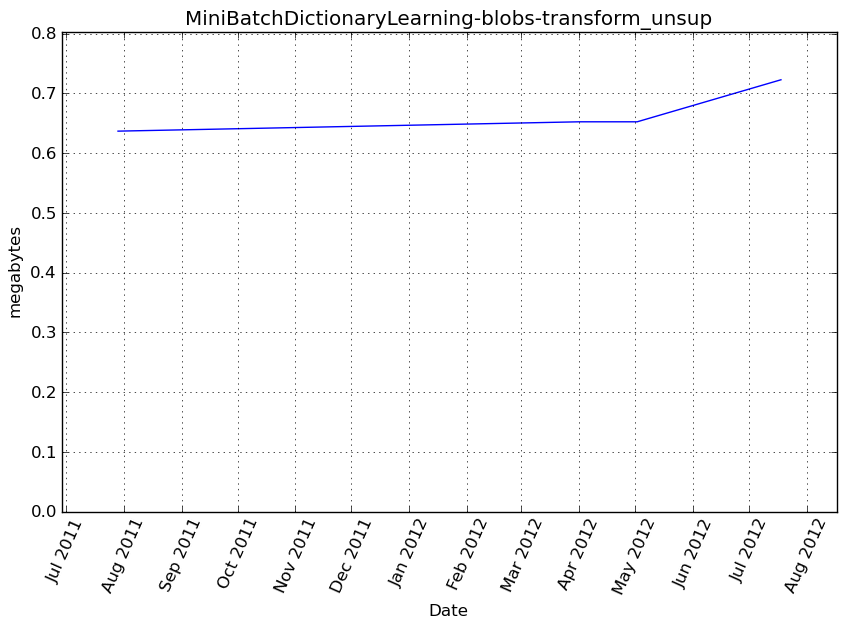 MiniBatchDictionaryLearning-blobs-transform_unsup
0.8
0.7
0.6
0.5
0.4
0.3
0.2
0.1
0.0
megabytes
Jul 2011
Aug 2011
Sep 2011
Oct 2011
Nov 2011
Dec 2011
Jan 2012
Feb 2012
Mar 2012
Apr 2012
May 2012
Jun 2012
Jul 2012
Aug 2012
Date